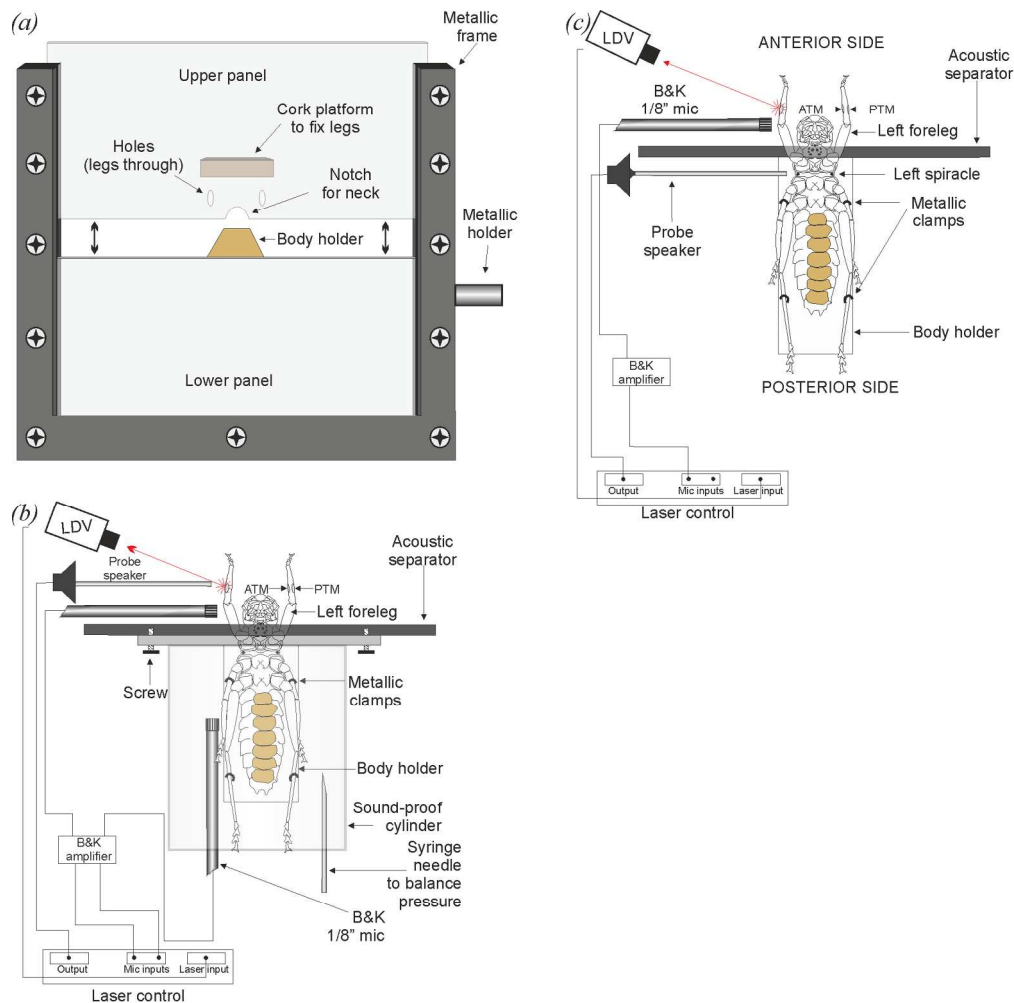 (a)
Metallic
frame
Upper panel
Cork platform
to fix legs
Holes
(legs through)
Notch
for neck
Metallic
holder
Body holder
Lower panel
(b)
LDV
Probe
speaker
Acoustic
separator
ATM
PTM
Left foreleg
Screw
Metallic
clamps
Body holder
Sound-proof
cylinder
B&K
amplifier
Syringe
needle
to balance
pressure
B&K
1/8” mic
Output
Mic inputs
Laser input
Laser control
(c)
LDV
ANTERIOR SIDE
Acoustic
separator
B&K
1/8” mic
ATM
PTM
Left foreleg
Left spiracle
Metallic
clamps
Probe
speaker
Body holder
B&K
amplifier
POSTERIOR SIDE
Output
Mic inputs
Laser input
Laser control